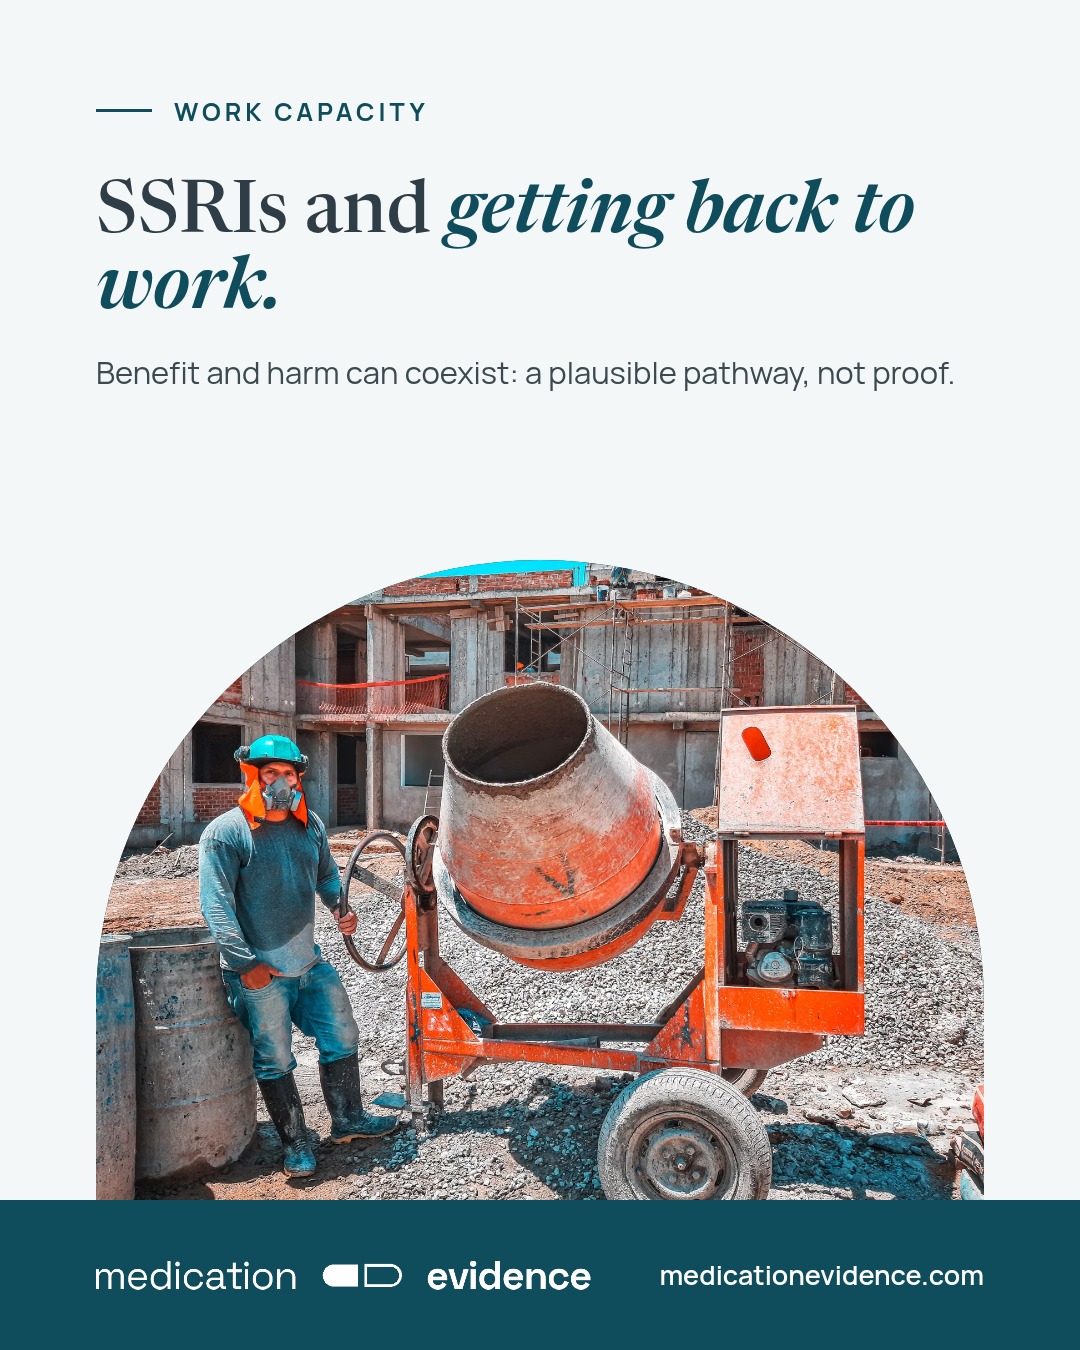 WORK CAPACITY
SSRIs and getting back to
work.
Benefit and harm can coexist: a plausible pathway, not proof.
medication evidence
medicationevidence.com